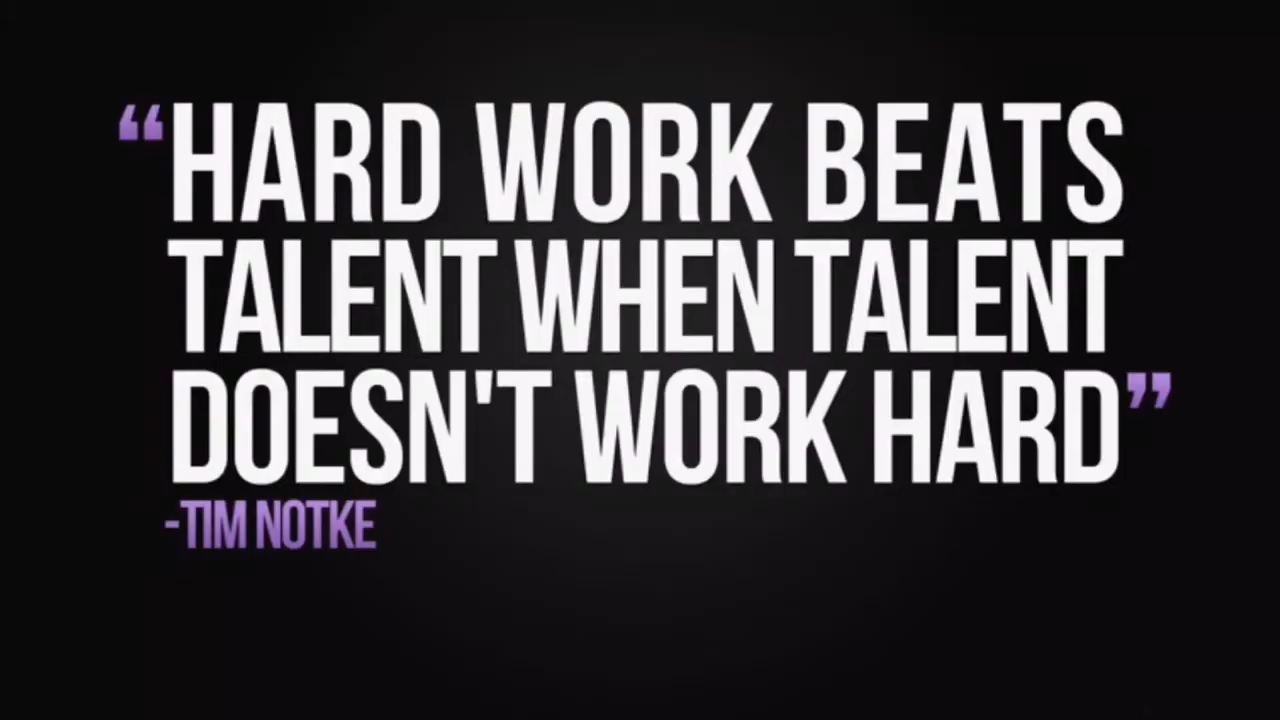 “HARD WORK BEATS
TALENT WHEN TALENT
DOESN'T WORK HARD”
-TIM NOTKE